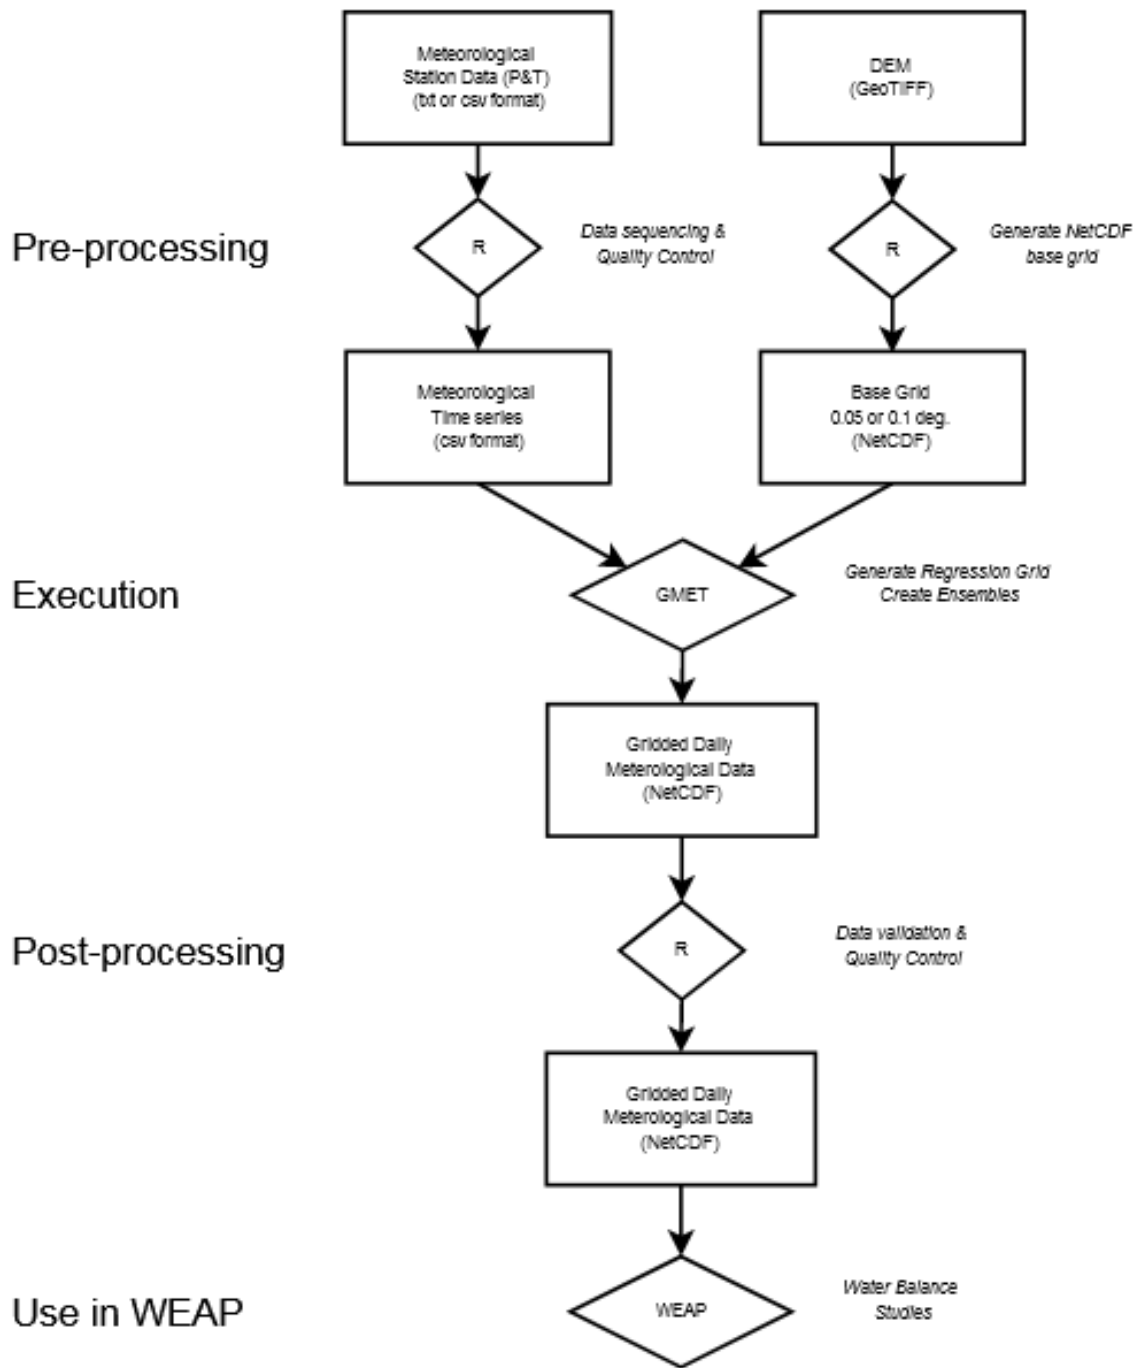 Meteorological
Station Data (P&T)
(txt or csv format)
DEM
(GeoTIFF)
Pre-processing
R
Data sequencing &
Quality Control
R
Generate NetCDF
base grid
Meteorological
Time series
(csv format)
Base Grid
0.05 or 0.1 deg.
(NetCDF)
Execution
GMET
Generate Regression Grid
Create Ensembles
Gridded Daily
Meterological Data
(NetCDF)
Post-processing
R
Data validation &
Quality Control
Gridded Daily
Meterological Data
(NetCDF)
Use in WEAP
WEAP
Water Balance
Studies